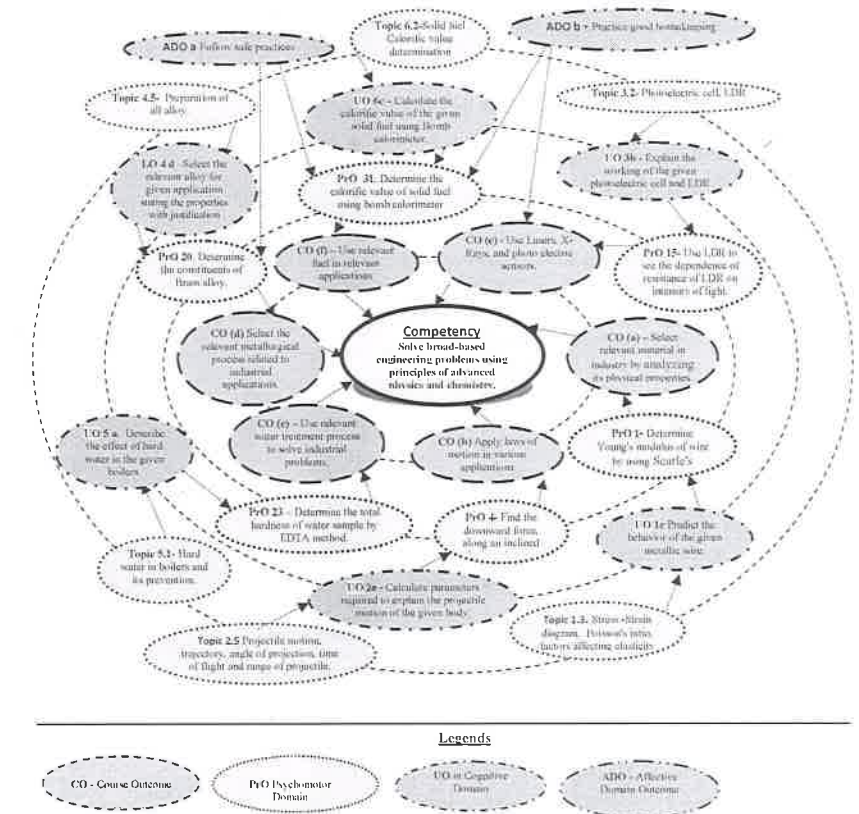 Topic 6.2-Solid fuel
Calorific value
determination
ADO a Follow safe practices
ADO b - Practice good housekeeping
Topic 4.5- Preparation of
all alloy.
UO 6c - Calculate the
calorific value of the given
solid fuel using Bomb
calorimeter.
Topic 3.2- Photoelectric cell, LDR
4d - Select the
relevant alloy for
given application
stating the properties
with justification
PrO 31. Determine the
calorific value of solid fuel
using bomb calorimeter
UO 3b - Explain the
working of the given
photoelectric cell and LDR
PrO 20. Determine
the constituents of
alloy.
CO (f) - Use relevant
fuel in relevant
applications
CO (e) - Use Lasers, X-
Rays, and photo electric
sensors.
PrO 15- Use LDR to
see the dependence of
resistance of LDR on
of light.
CO (d) Select the
relevant metallurgical
process related to
industrial
applications.
Competency
Solve broad-based
engineering problems using
principles of advanced
physics and chemistry.
CO (a) - Select
relevant material in
industry by analyzing
its physical properties.
UO 5 a. Describe
the effect of hard
water in the given
boilers
CO (e) - Use relevant
water treatment process
to solve industrial
problems.
CO (b) Apply laws of
motion in various
applications
PrO 1- Determine
Young's modulus of wire
by using Searle's
PrO 23 - Determine the total
hardness of water sample by
EDTA method.
PrO 4- Find the
downward force,
along an inclined
UO 1c Predict the
behavior of the given
metallic wire.
Topic 5.1- Hard
water in boilers and
its prevention.
UO 2e - Calculate parameters
required to explain the projectile
motion of the given body.
Topic 2.5 Projectile motion,
trajectory, angle of projection, time
of flight and range of projectile.
Topic 1.3. Stress -Strain
diagram, Poisson's ratio,
factors affecting elasticity
Legends
CO - Course Outcome
PrO Psychomotor
Domain
UO in Cognitive
Domain
ADO - Affective
Domain Outcome